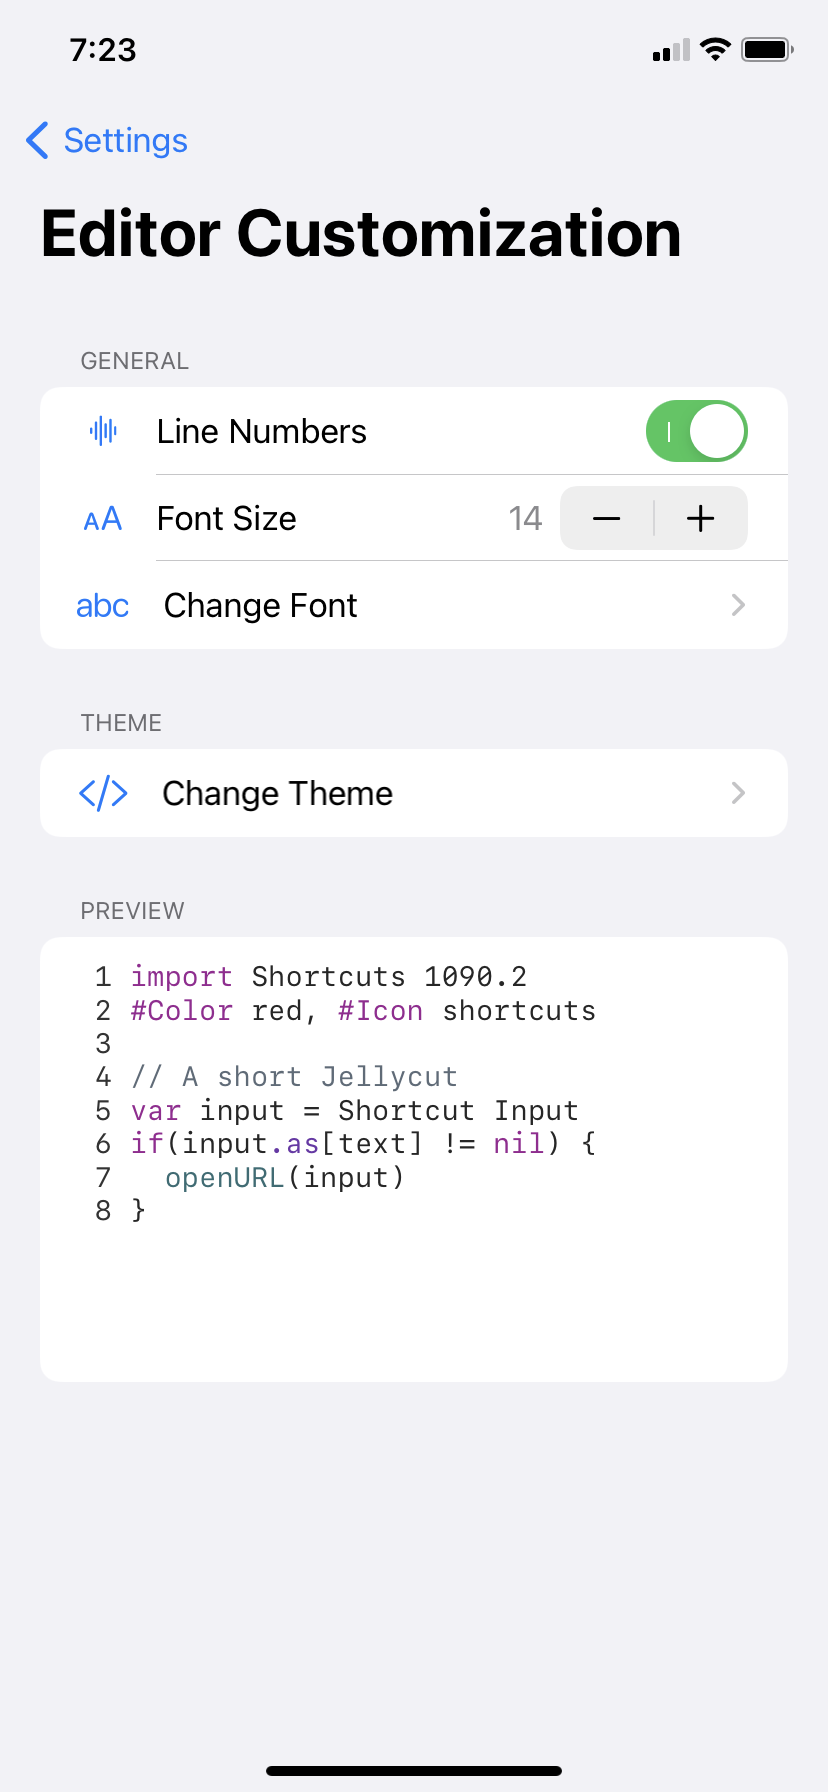 7:23
Settings
Editor Customization
GENERAL
Line Numbers
AA Font Size 14 − +
abc Change Font
THEME
</> Change Theme
PREVIEW
1 import Shortcuts 1090.2
2 #Color red, #Icon shortcuts
3
4 // A short Jellycut
5 var input = Shortcut Input
6 if(input.as[text] != nil) {
7   openURL(input)
8 }